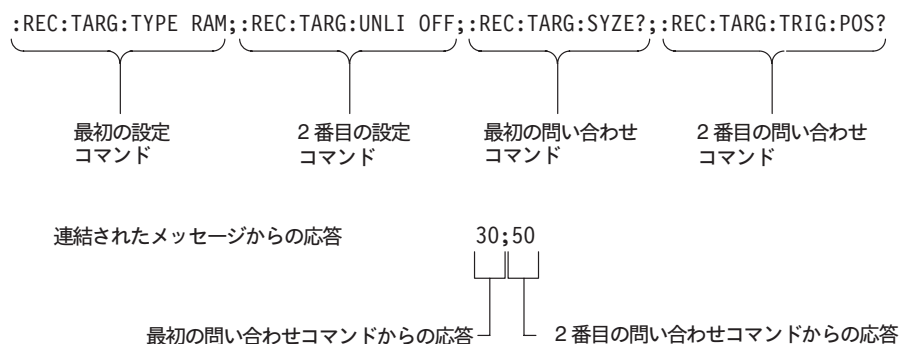 :REC:TARG:TYPE RAM;:REC:TARG:UNLI OFF;:REC:TARG:SYZE?;:REC:TARG:TRIG:POS?
最初の設定
コマンド
2 番目の設定
コマンド
最初の問い合わせ
コマンド
2 番目の問い合わせ
コマンド
連結されたメッセージからの応答
30;50
最初の問い合わせコマンドからの応答
2 番目の問い合わせコマンドからの応答